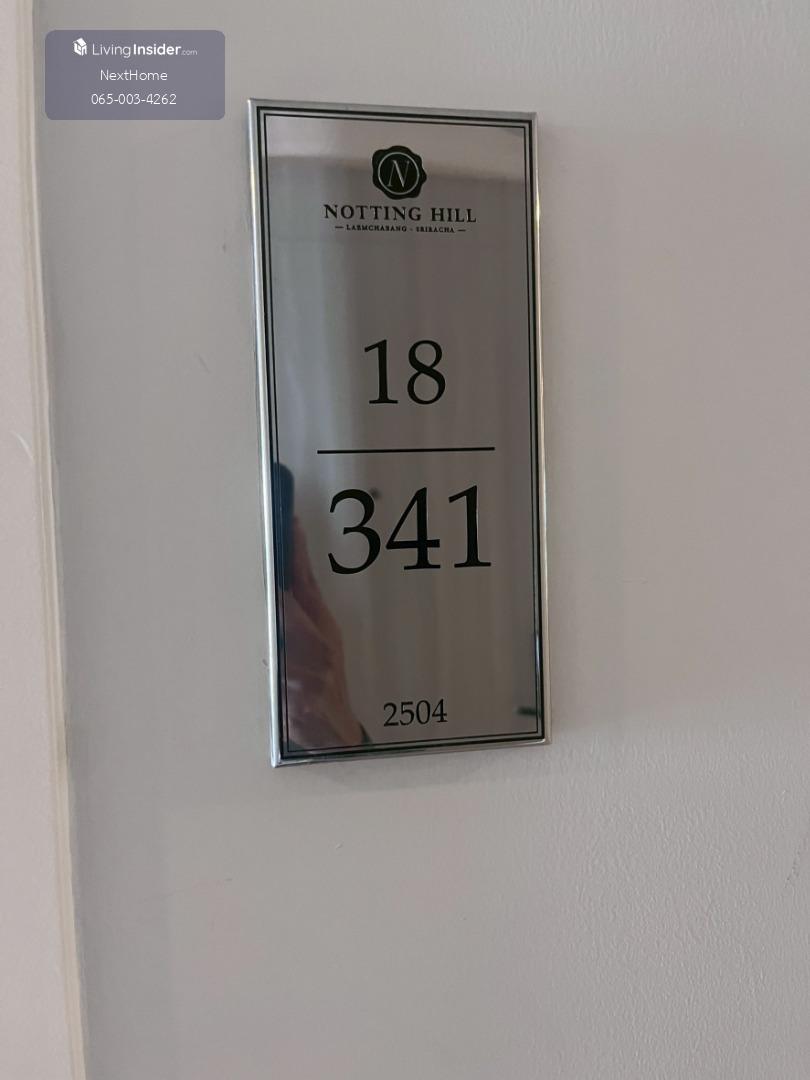 LivingInsider.com
NextHome
065-003-4262
N
NOTTING HILL
— LAEMCHABANG - SRIRACHA —
18
341
2504